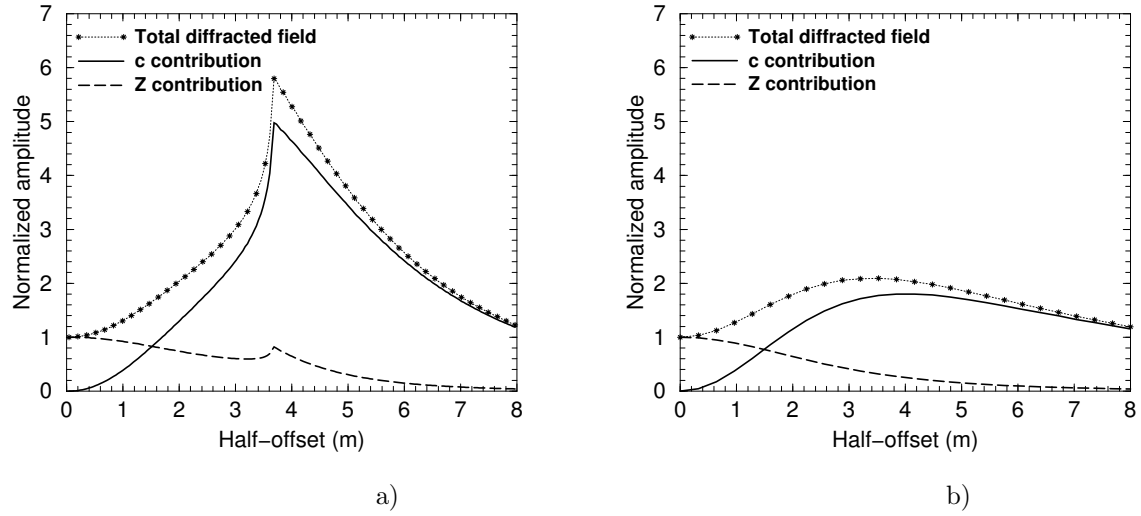 7
6
5
4
3
2
1
0
Normalized amplitude
Total diffracted field
c contribution
Z contribution
0 1 2 3 4 5 6 7 8
Half−offset (m)
a)
7
6
5
4
3
2
1
0
Normalized amplitude
Total diffracted field
c contribution
Z contribution
0 1 2 3 4 5 6 7 8
Half−offset (m)
b)